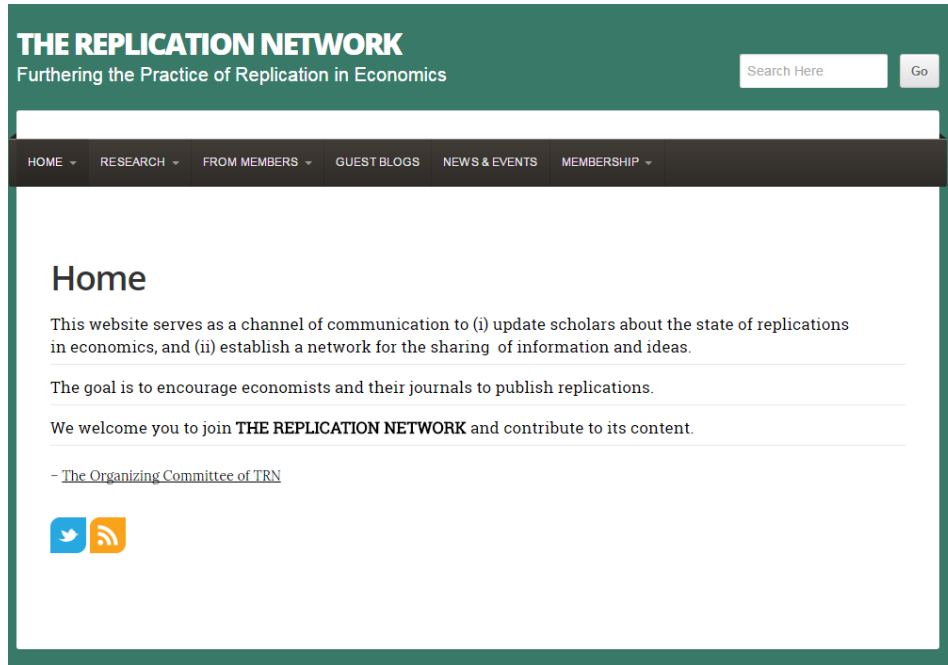 THE REPLICATION NETWORK
Furthering the Practice of Replication in Economics
Search Here
Go
HOME
RESEARCH
FROM MEMBERS
GUEST BLOGS
NEWS & EVENTS
MEMBERSHIP
Home
This website serves as a channel of communication to (i) update scholars about the state of replications
in economics, and (ii) establish a network for the sharing of information and ideas.
The goal is to encourage economists and their journals to publish replications.
We welcome you to join THE REPLICATION NETWORK and contribute to its content.
– The Organizing Committee of TRN